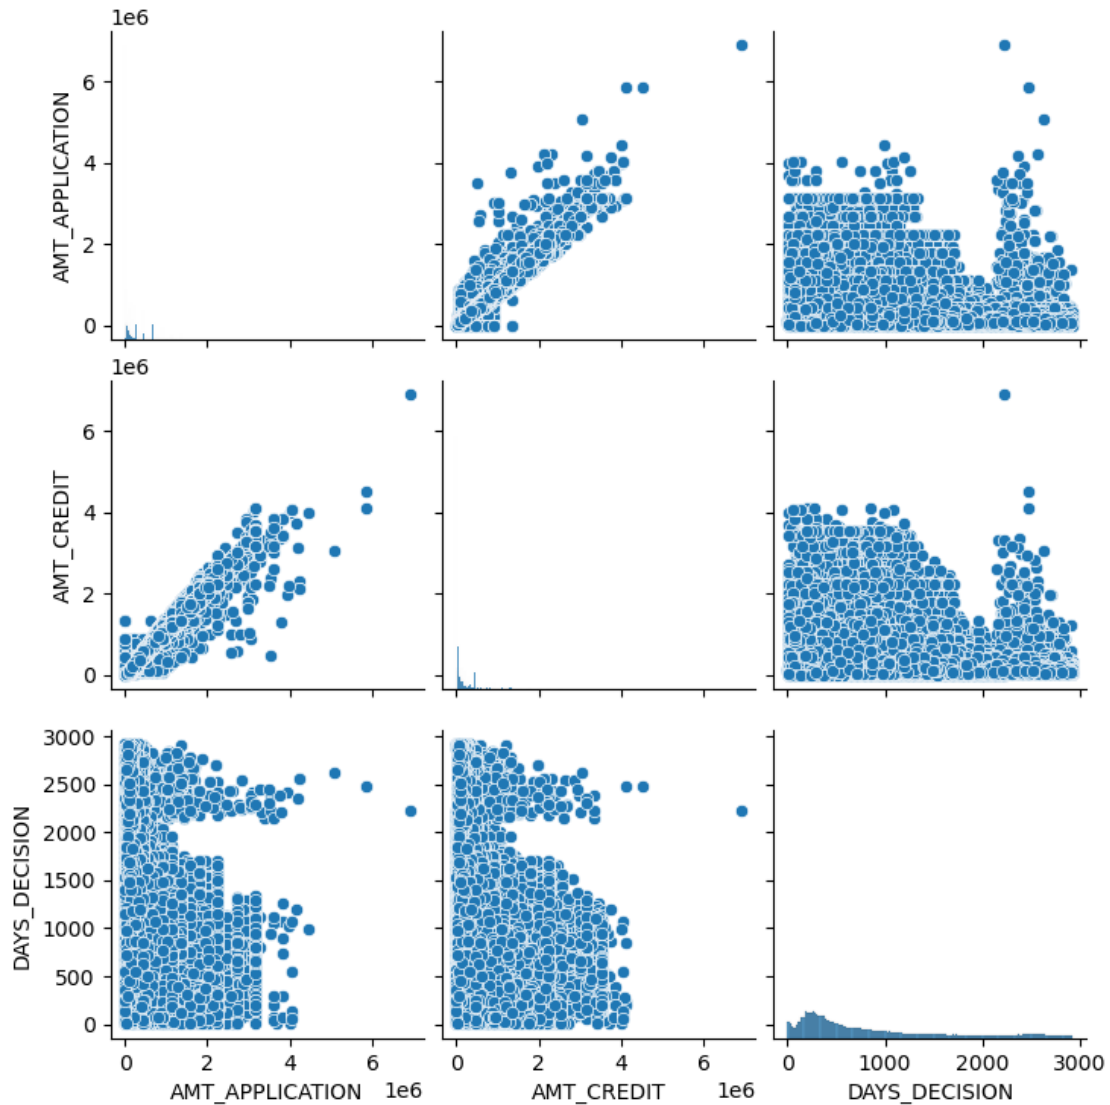 1e6
6
4
2
0
AMT_APPLICATION
1e6
6
4
2
0
AMT_CREDIT
3000
2500
2000
1500
1000
500
0
DAYS_DECISION
0 2 4 6
1e6
AMT_APPLICATION
0 2 4 6
1e6
AMT_CREDIT
0 1000 2000 3000
DAYS_DECISION